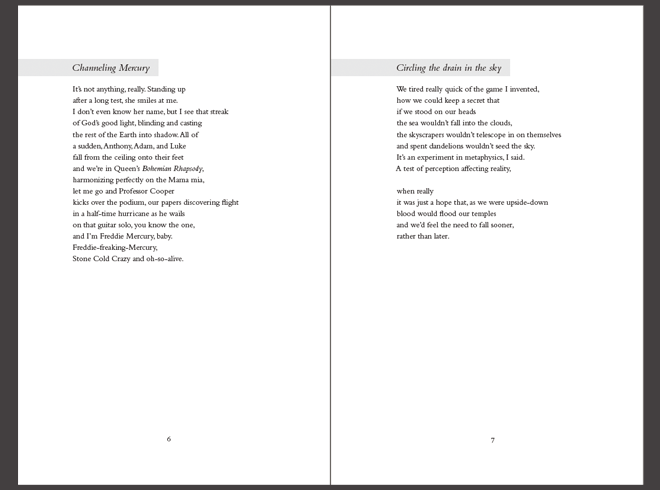 Channeling Mercury
It's not anything, really. Standing up
after a long test, she smiles at me.
I don't even know her name, but I see that streak
of God's good light, blinding and casting
the rest of the Earth into shadow. All of
a sudden, Anthony, Adam, and Luke
fall from the ceiling onto their feet
and we're in Queen's Bohemian Rhapsody,
harmonizing perfectly on the Mama mia,
let me go and Professor Cooper
kicks over the podium, our papers discovering flight
in a half-time hurricane as he wails
on that guitar solo, you know the one,
and I'm Freddie Mercury, baby.
Freddie-freaking-Mercury,
Stone Cold Crazy and oh-so-alive.
6
Circling the drain in the sky
We tired really quick of the game I invented,
how we could keep a secret that
if we stood on our heads
the sea wouldn't fall into the clouds,
the skyscrapers wouldn't telescope in on themselves
and spent dandelions wouldn't seed the sky.
It's an experiment in metaphysics, I said.
A test of perception affecting reality,
when really
it was just a hope that, as we were upside-down
blood would flood our temples
and we'd feel the need to fall sooner,
rather than later.
7